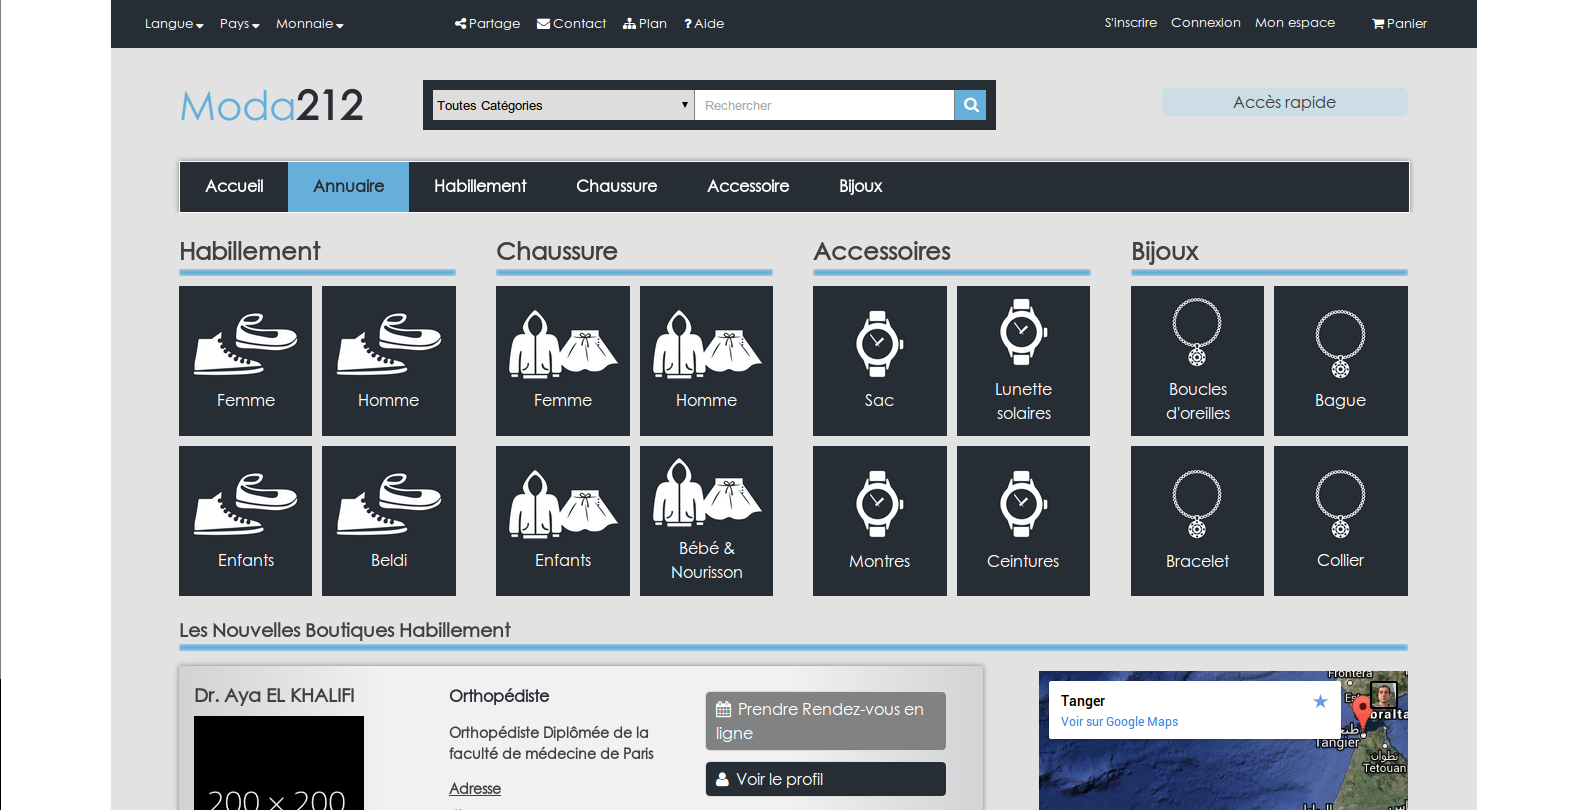 Langue Pays Monnaie Partage Contact Plan ? Aide S'inscrire Connexion Mon espace Panier
Moda212 Toutes Catégories Rechercher Accès rapide
Accueil Annuaire Habillement Chaussure Accessoire Bijoux
Habillement Chaussure Accessoires Bijoux
Femme Homme Femme Homme Sac Lunette solaires Boucles d'oreilles Bague
Enfants Beldi Enfants Bébé & Nourisson Montres Ceintures Bracelet Collier
Les Nouvelles Boutiques Habillement
Dr. Aya EL KHALIFI
200 × 200
Orthopédiste
Orthopédiste Diplômée de la
faculté de médecine de Paris
Adresse
Prendre Rendez-vous en
ligne
Voir le profil
Tanger
Voir sur Google Maps
Frontera
Tangier
تطوان
Tetouan